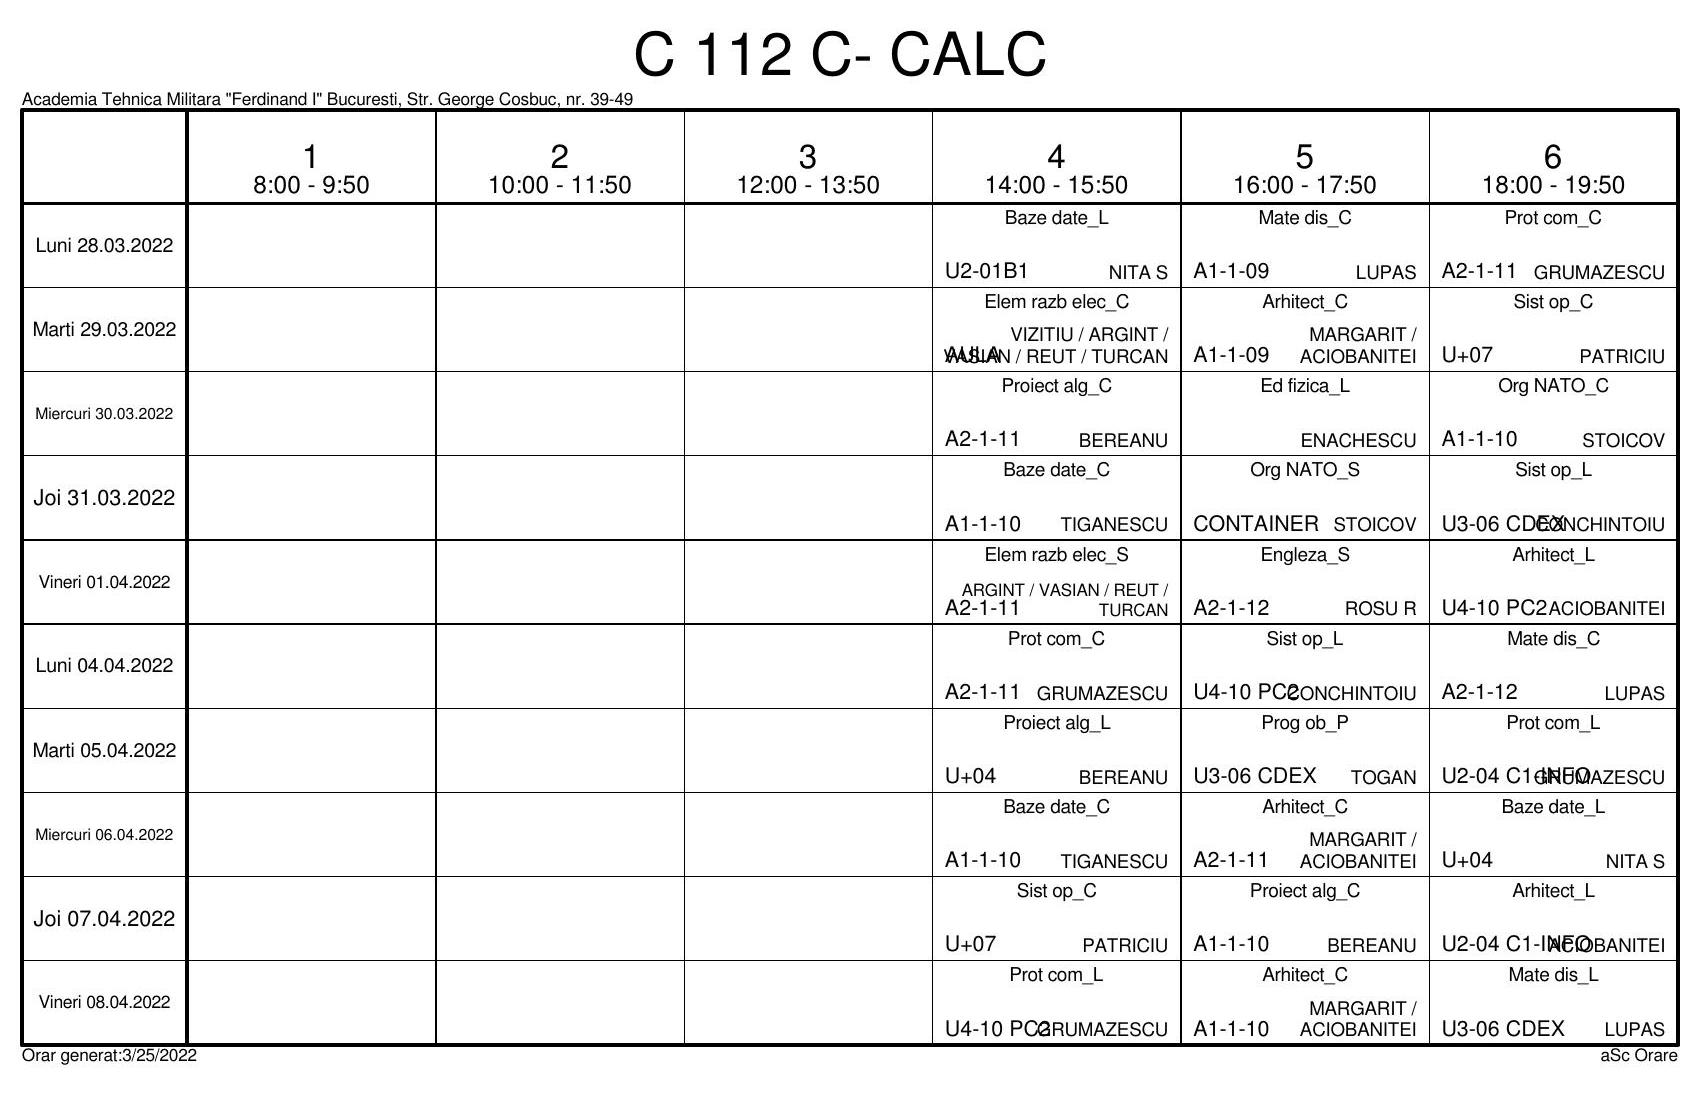 C 112 C- CALC
Academia Tehnica Militara "Ferdinand I" Bucuresti, Str. George Cosbuc, nr. 39-49
1 2 3 4 5 6
8:00 - 9:50 10:00 - 11:50 12:00 - 13:50 14:00 - 15:50 16:00 - 17:50 18:00 - 19:50
Baze date_L Mate dis_C Prot com_C
Luni 28.03.2022
U2-01B1 NITA S A1-1-09 LUPAS A2-1-11 GRUMAZESCU
Elem razb elec_C Arhitect_C Sist op_C
Marti 29.03.2022 VIZITIU / ARGINT / MARGARIT /
AULA VASIAN / REUT / TURCAN A1-1-09 ACIOBANITEI U+07 PATRICIU
Proiect alg_C Ed fizica_L Org NATO_C
Miercuri 30.03.2022
A2-1-11 BEREANU ENACHESCU A1-1-10 STOICOV
Baze date_C Org NATO_S Sist op_L
Joi 31.03.2022
A1-1-10 TIGANESCU CONTAINER STOICOV U3-06 CDEX CONCHINTOIU
Elem razb elec_S Engleza_S Arhitect_L
Vineri 01.04.2022 ARGINT / VASIAN / REUT /
A2-1-11 TURCAN A2-1-12 ROSU R U4-10 PC2 ACIOBANITEI
Prot com_C Sist op_L Mate dis_C
Luni 04.04.2022
A2-1-11 GRUMAZESCU U4-10 PC2 CONCHINTOIU A2-1-12 LUPAS
Proiect alg_L Prog ob_P Prot com_L
Marti 05.04.2022
U+04 BEREANU U3-06 CDEX TOGAN U2-04 C1-INFO GRUMAZESCU
Baze date_C Arhitect_C Baze date_L
Miercuri 06.04.2022 MARGARIT /
A1-1-10 TIGANESCU A2-1-11 ACIOBANITEI U+04 NITA S
Sist op_C Proiect alg_C Arhitect_L
Joi 07.04.2022
U+07 PATRICIU A1-1-10 BEREANU U2-04 C1-INFO ACIOBANITEI
Prot com_L Arhitect_C Mate dis_L
Vineri 08.04.2022 MARGARIT /
U4-10 PC2 GRUMAZESCU A1-1-10 ACIOBANITEI U3-06 CDEX LUPAS
Orar generat:3/25/2022 aSc Orare